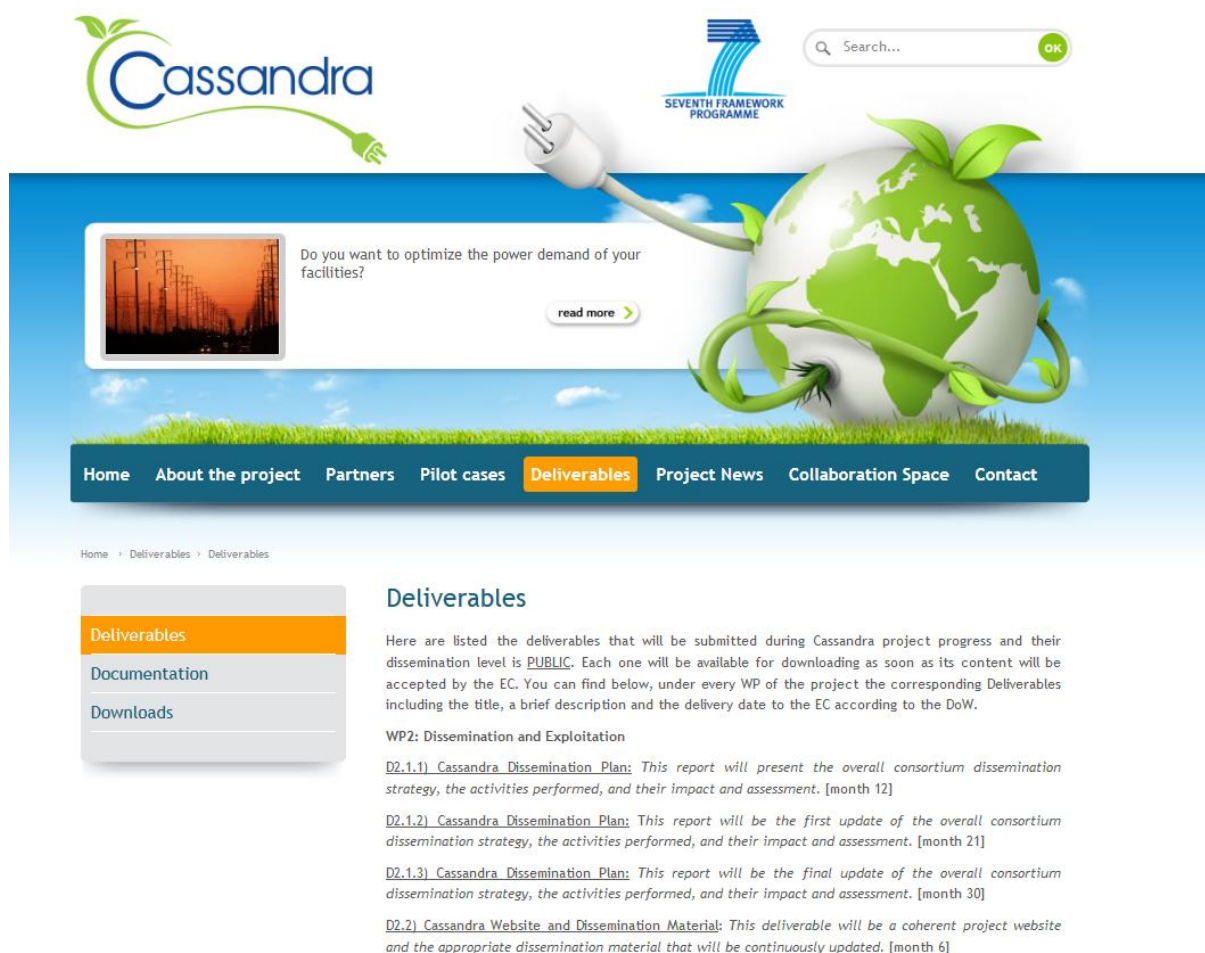 Cassandra
SEVENTH FRAMEWORK
PROGRAMME
Search...
OK
Do you want to optimize the power demand of your
facilities?
read more
Home About the project Partners Pilot cases Deliverables Project News Collaboration Space Contact
Home › Deliverables › Deliverables
Deliverables
Documentation
Downloads
Deliverables
Here are listed the deliverables that will be submitted during Cassandra project progress and their
dissemination level is PUBLIC. Each one will be available for downloading as soon as its content will be
accepted by the EC. You can find below, under every WP of the project the corresponding Deliverables
including the title, a brief description and the delivery date to the EC according to the DoW.
WP2: Dissemination and Exploitation
D2.1.1) Cassandra Dissemination Plan: This report will present the overall consortium dissemination
strategy, the activities performed, and their impact and assessment. [month 12]
D2.1.2) Cassandra Dissemination Plan: This report will be the first update of the overall consortium
dissemination strategy, the activities performed, and their impact and assessment. [month 21]
D2.1.3) Cassandra Dissemination Plan: This report will be the final update of the overall consortium
dissemination strategy, the activities performed, and their impact and assessment. [month 30]
D2.2) Cassandra Website and Dissemination Material: This deliverable will be a coherent project website
and the appropriate dissemination material that will be continuously updated. [month 6]